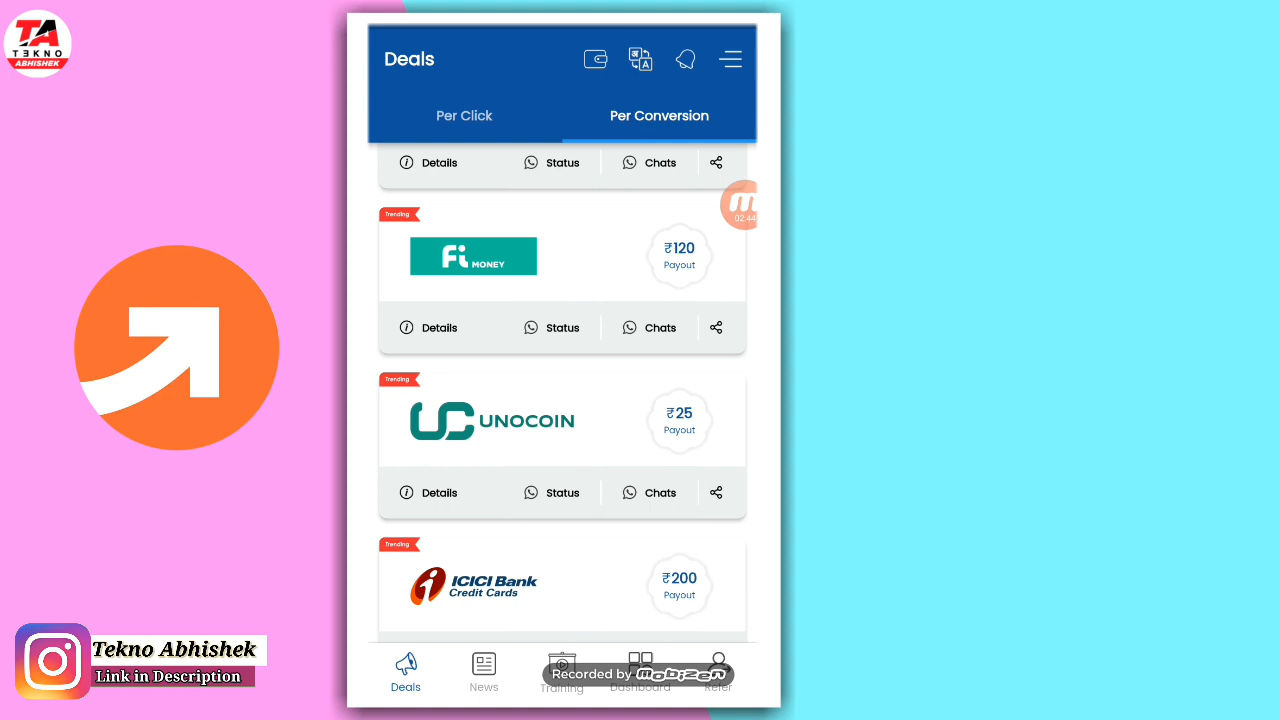 TA
TEKNO
ABHISHEK
Deals
अ A
Per Click
Per Conversion
Details Status Chats
02:44
Trending
Fi MONEY
₹120
Payout
Details Status Chats
Trending
UC UNOCOIN
₹25
Payout
Details Status Chats
Trending
ICICI Bank
Credit Cards
₹200
Payout
Recorded by mobizen
Deals News Training Dashboard Refer
Tekno Abhishek
Link in Description